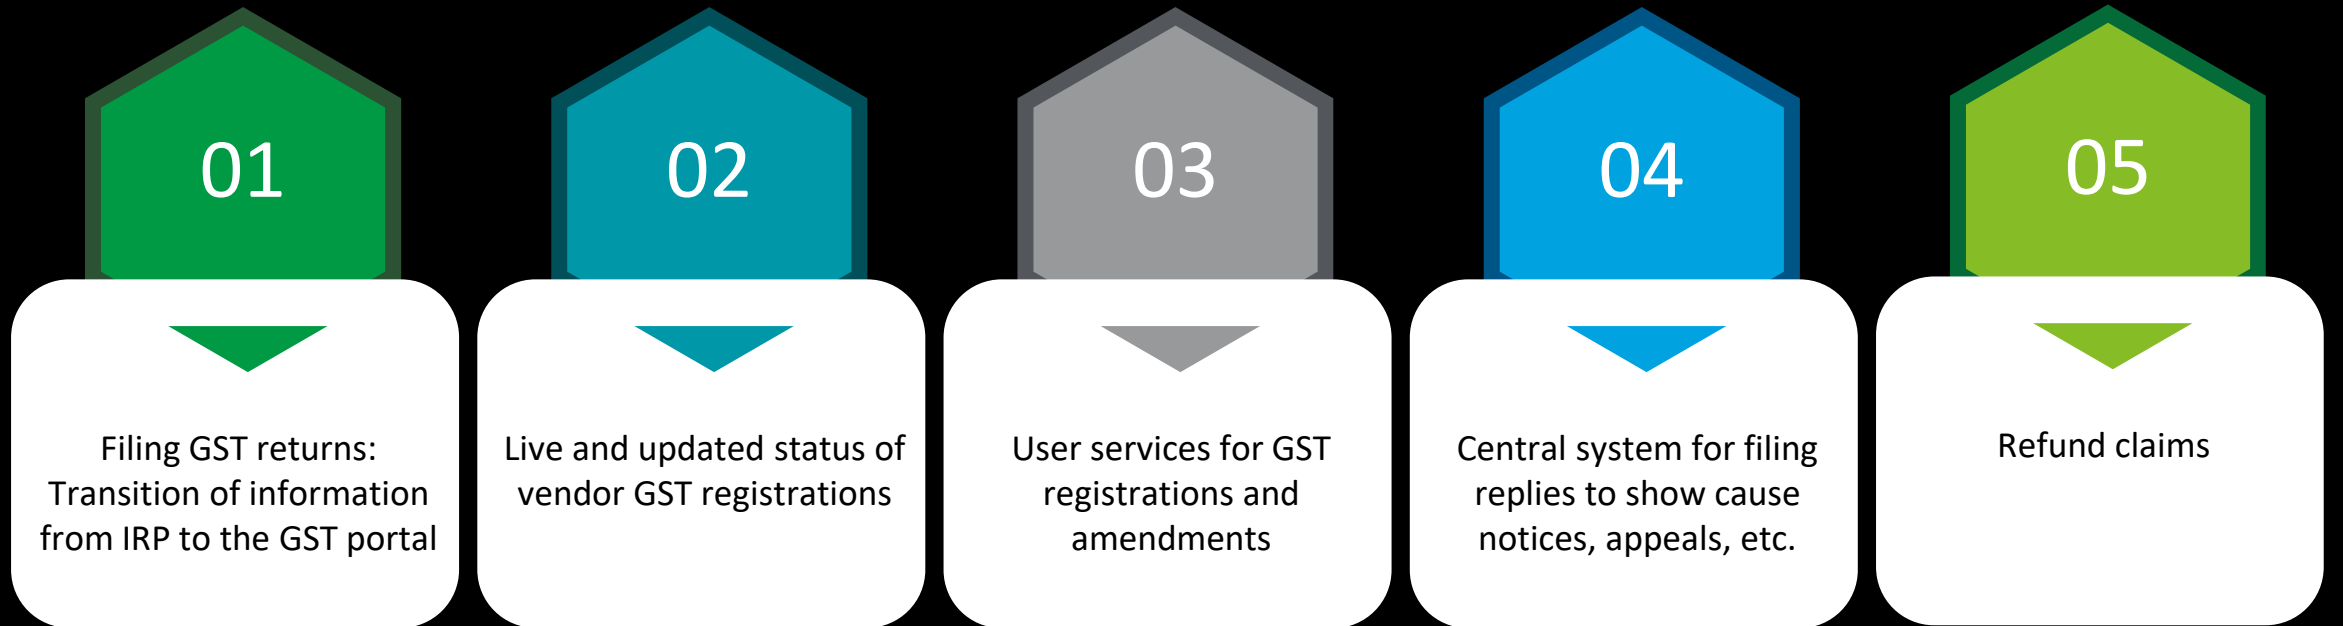 01
Filing GST returns:
Transition of information
from IRP to the GST portal
02
Live and updated status of
vendor GST registrations
03
User services for GST
registrations and
amendments
04
Central system for filing
replies to show cause
notices, appeals, etc.
05
Refund claims